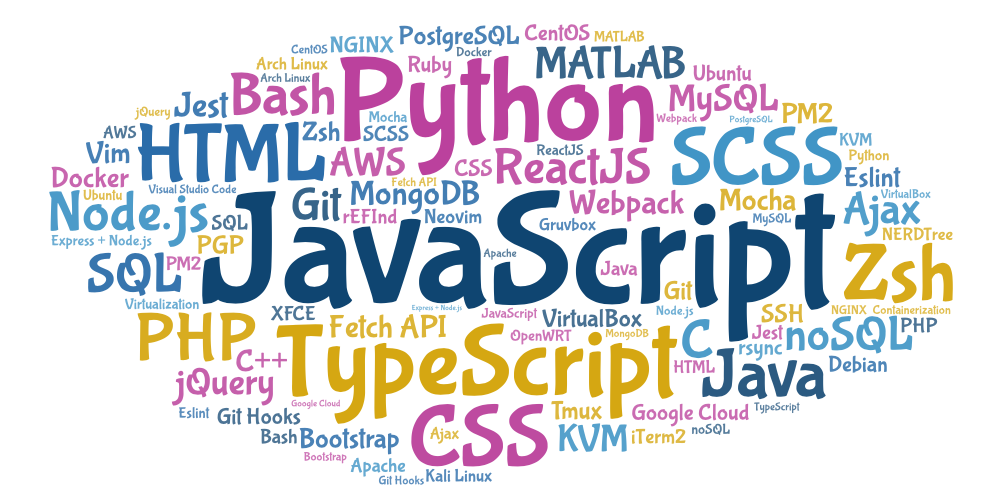 PostgreSQL
CentOS
MATLAB
CentOS
NGINX
Docker
Arch Linux
Python
Ruby
MATLAB
Ubuntu
Arch Linux
Bash
MySQL
jQuery
Jest
Mocha
Webpack
PostgreSQL
PM2
AWS
HTML
Zsh
SCSS
SCSS
KVM
Vim
AWS
CSS
ReactJS
ReactJS
Python
Docker
Visual Studio Code
Fetch API
Eslint
Ubuntu
Node.js
SQL
Git
MongoDB
rEFInd
Neovim
Webpack
Mocha
VirtualBox
Ajax
Gruvbox
MySQL
Express + Node.js
PGP
JavaScript
NERDTree
SQL
PM2
Apache
Java
Zsh
Git
Virtualization
XFCE
Express + Node.js
JavaScript
VirtualBox
Node.js
SSH
NGINX
Containerization
PHP
Fetch API
OpenWRT
MongoDB
C
Jest
noSQL
PHP
C++
TypeScript
rsync
HTML
Java
Debian
jQuery
Google Cloud
Eslint
Git Hooks
CSS
Tmux
Google Cloud
TypeScript
Bash
Bootstrap
Ajax
KVM
iTerm2
noSQL
Bootstrap
Apache
Git Hooks
Kali Linux